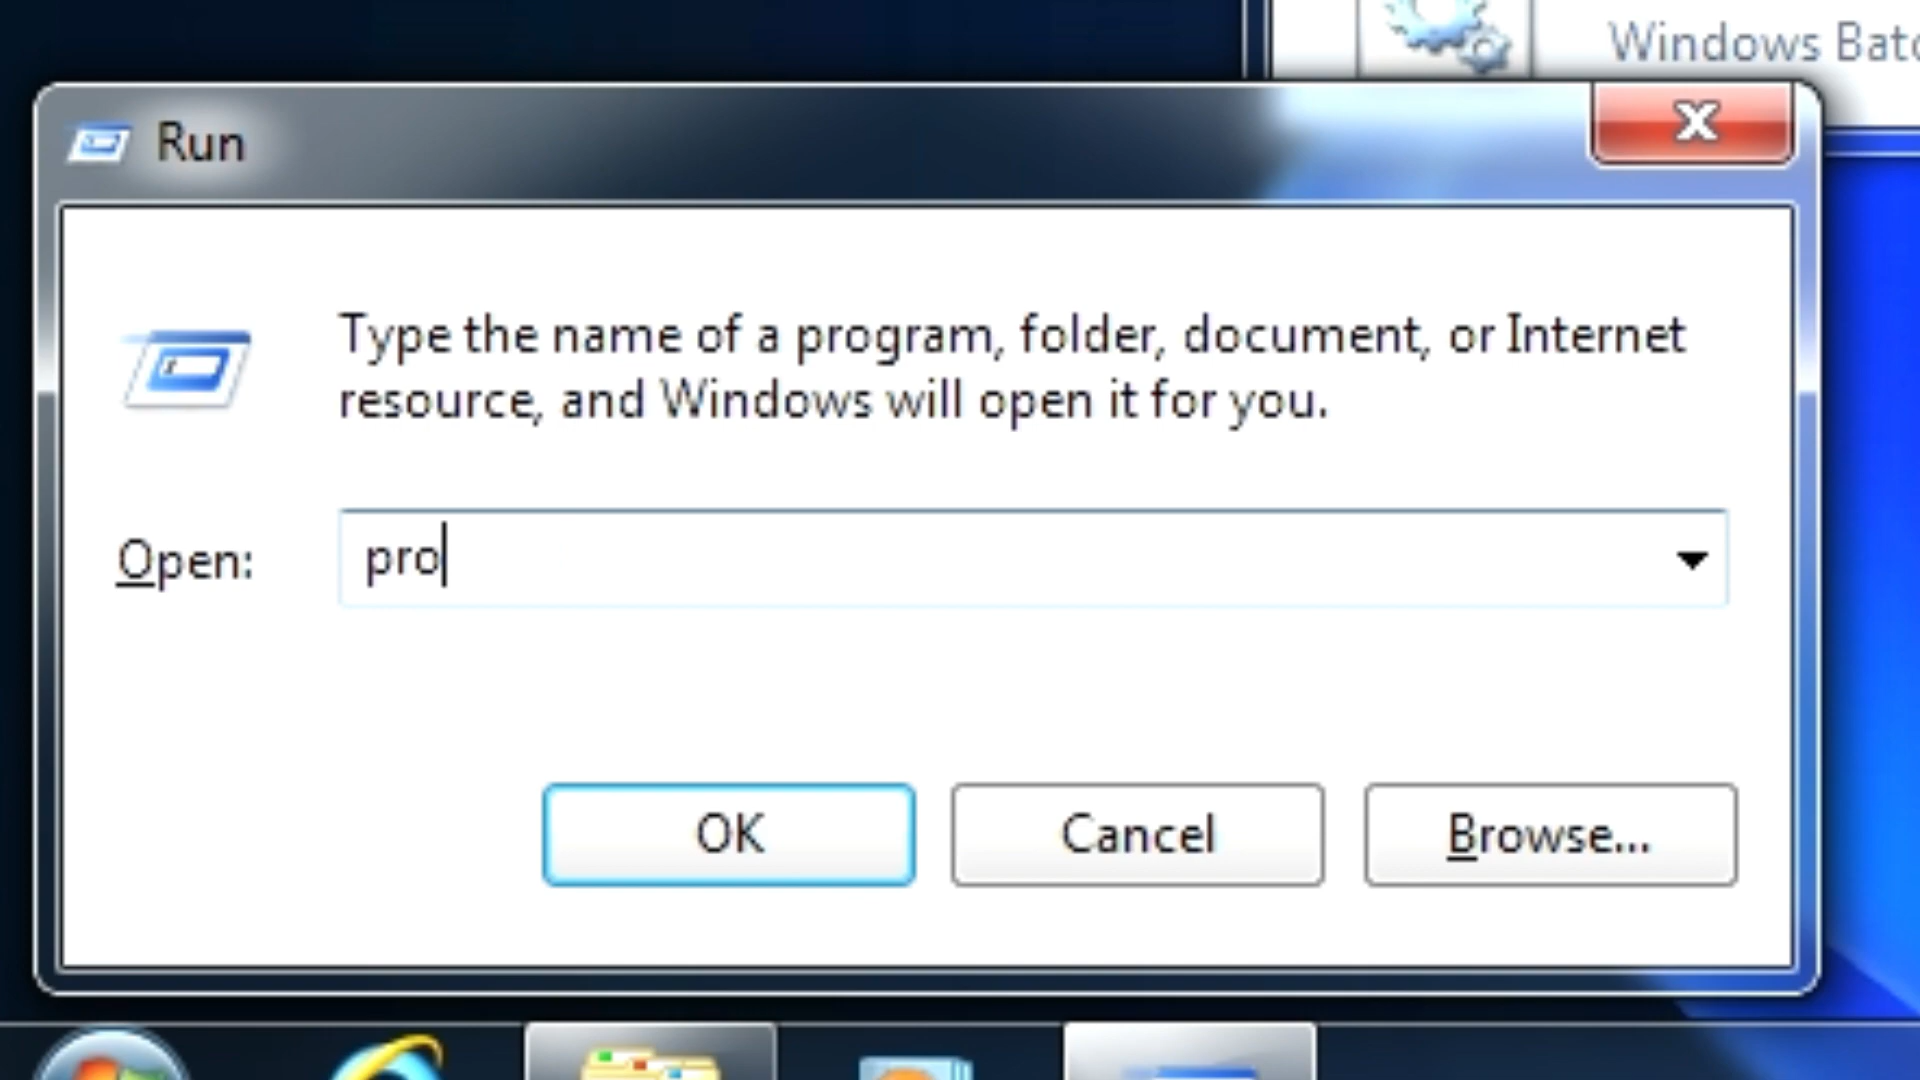 Windows Batc
Run
Type the name of a program, folder, document, or Internet
resource, and Windows will open it for you.
Open:
pro
OK
Cancel
Browse...